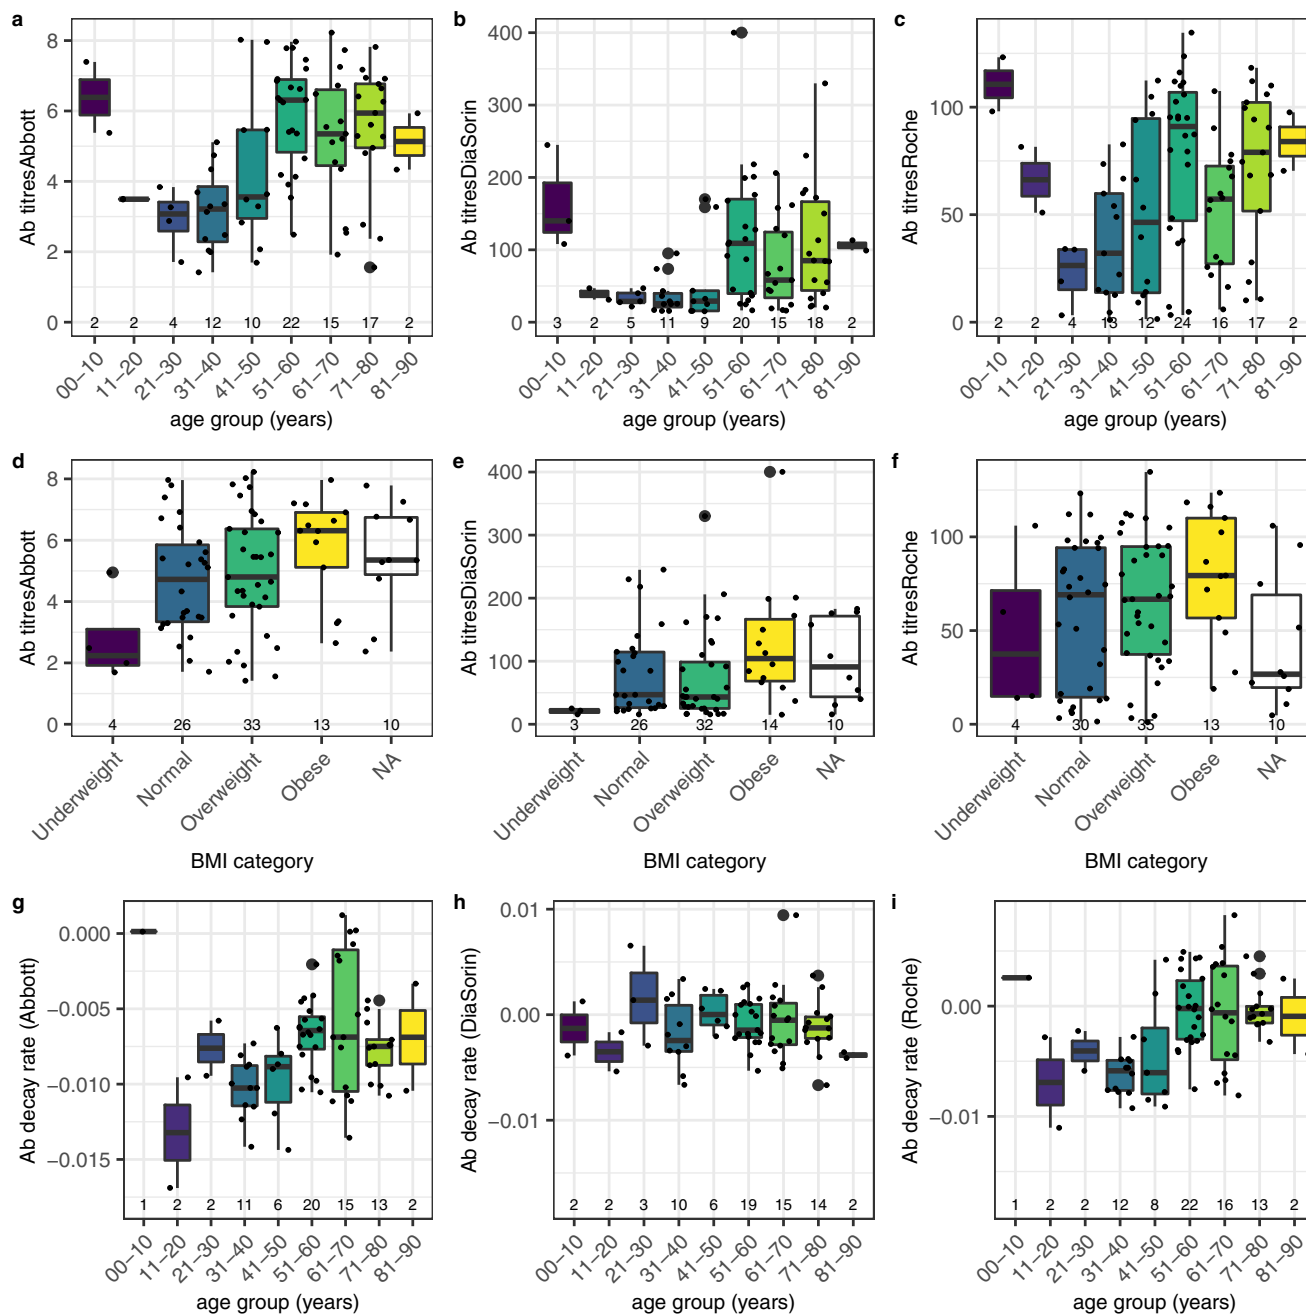 a
Ab titresAbbott
8
6
4
2
0
2 2 4 12 10 22 15 17 2
00–10 11–20 21–30 31–40 41–50 51–60 61–70 71–80 81–90
age group (years)
b
Ab titresDiaSorin
400
300
200
100
0
3 2 5 11 9 20 15 18 2
00–10 11–20 21–30 31–40 41–50 51–60 61–70 71–80 81–90
age group (years)
c
Ab titresRoche
100
50
0
2 2 4 13 12 24 16 17 2
00–10 11–20 21–30 31–40 41–50 51–60 61–70 71–80 81–90
age group (years)
d
Ab titresAbbott
8
6
4
2
0
4 26 33 13 10
Underweight Normal Overweight Obese NA
BMI category
e
Ab titresDiaSorin
400
300
200
100
0
3 26 32 14 10
Underweight Normal Overweight Obese NA
BMI category
f
Ab titresRoche
100
50
0
4 30 35 13 10
Underweight Normal Overweight Obese NA
BMI category
g
Ab decay rate (Abbott)
0.000
−0.005
−0.010
−0.015
1 2 2 11 6 20 15 13 2
00–10 11–20 21–30 31–40 41–50 51–60 61–70 71–80 81–90
age group (years)
h
Ab decay rate (DiaSorin)
0.01
0.00
−0.01
2 2 3 10 6 19 15 14 2
00–10 11–20 21–30 31–40 41–50 51–60 61–70 71–80 81–90
age group (years)
i
Ab decay rate (Roche)
0.00
−0.01
1 2 2 12 8 22 16 13 2
00–10 11–20 21–30 31–40 41–50 51–60 61–70 71–80 81–90
age group (years)